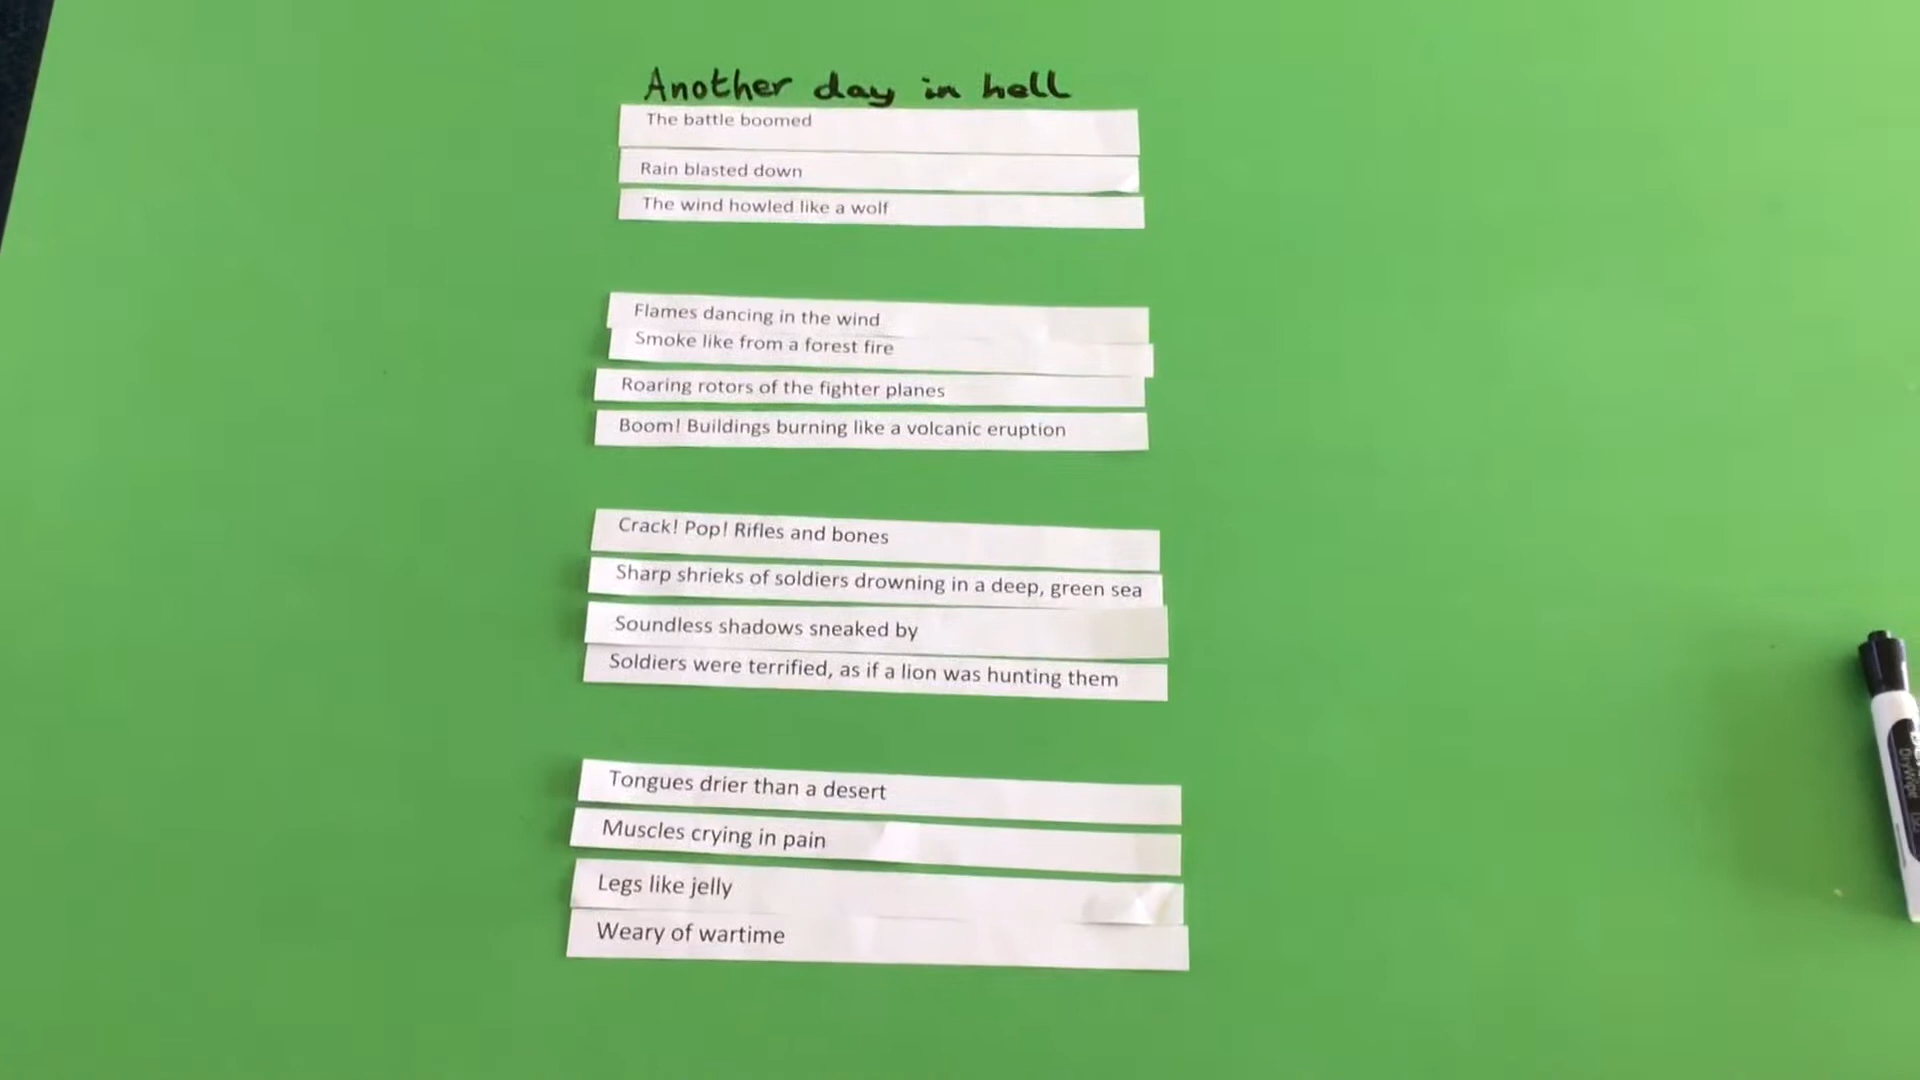 Another day in hell
The battle boomed
Rain blasted down
The wind howled like a wolf
Flames dancing in the wind
Smoke like from a forest fire
Roaring rotors of the fighter planes
Boom! Buildings burning like a volcanic eruption
Crack! Pop! Rifles and bones
Sharp shrieks of soldiers drowning in a deep, green sea
Soundless shadows sneaked by
Soldiers were terrified, as if a lion was hunting them
Tongues drier than a desert
Muscles crying in pain
Legs like jelly
Weary of wartime